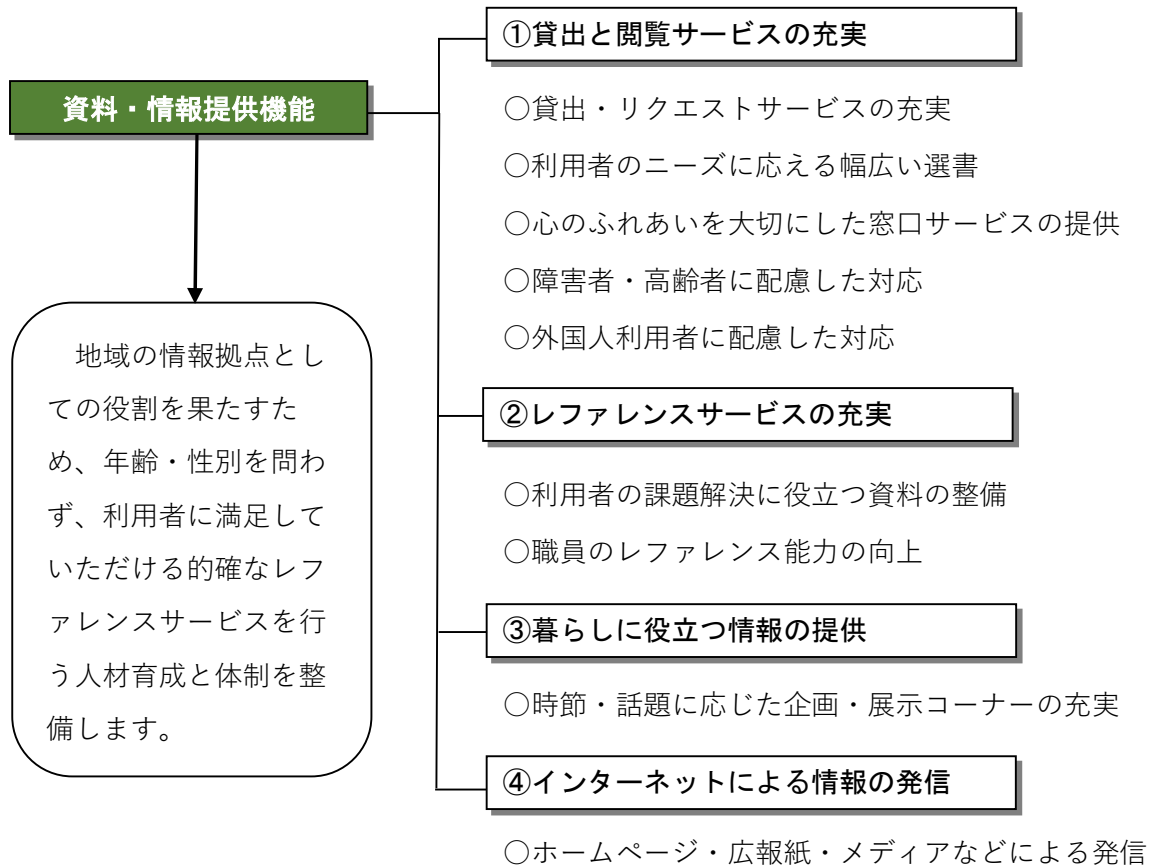 資料・情報提供機能
地域の情報拠点とし
ての役割を果たすた
め、年齢・性別を問わ
ず、利用者に満足して
いただける的確なレフ
ァレンスサービスを行
う人材育成と体制を整
備します。
①貸出と閲覧サービスの充実
○貸出・リクエストサービスの充実
○利用者のニーズに応える幅広い選書
○心のふれあいを大切にした窓口サービスの提供
○障害者・高齢者に配慮した対応
○外国人利用者に配慮した対応
②レファレンスサービスの充実
○利用者の課題解決に役立つ資料の整備
○職員のレファレンス能力の向上
③暮らしに役立つ情報の提供
○時節・話題に応じた企画・展示コーナーの充実
④インターネットによる情報の発信
○ホームページ・広報紙・メディアなどによる発信